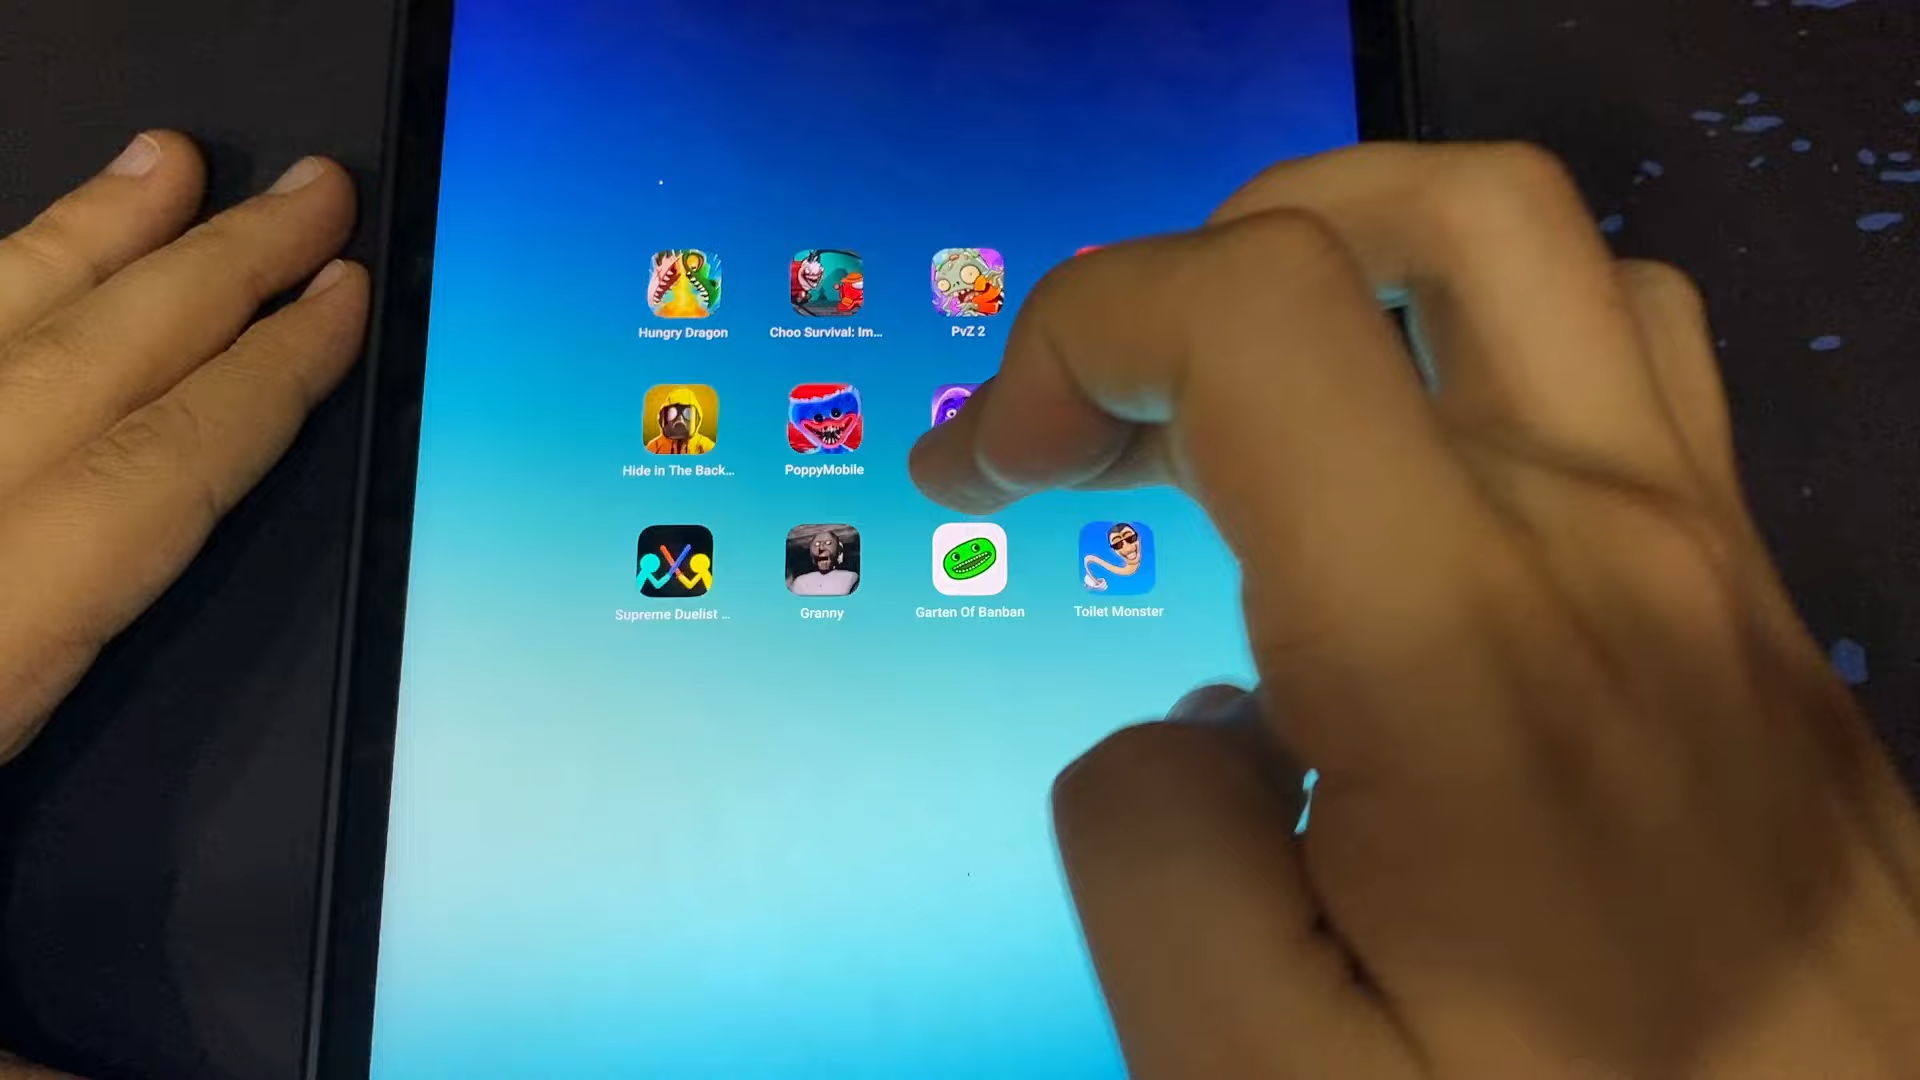 Hungry Dragon
Choo Survival: Im...
PvZ 2
Hide in The Back...
PoppyMobile
Supreme Duelist ...
Granny
Garten Of Banban
Toilet Monster